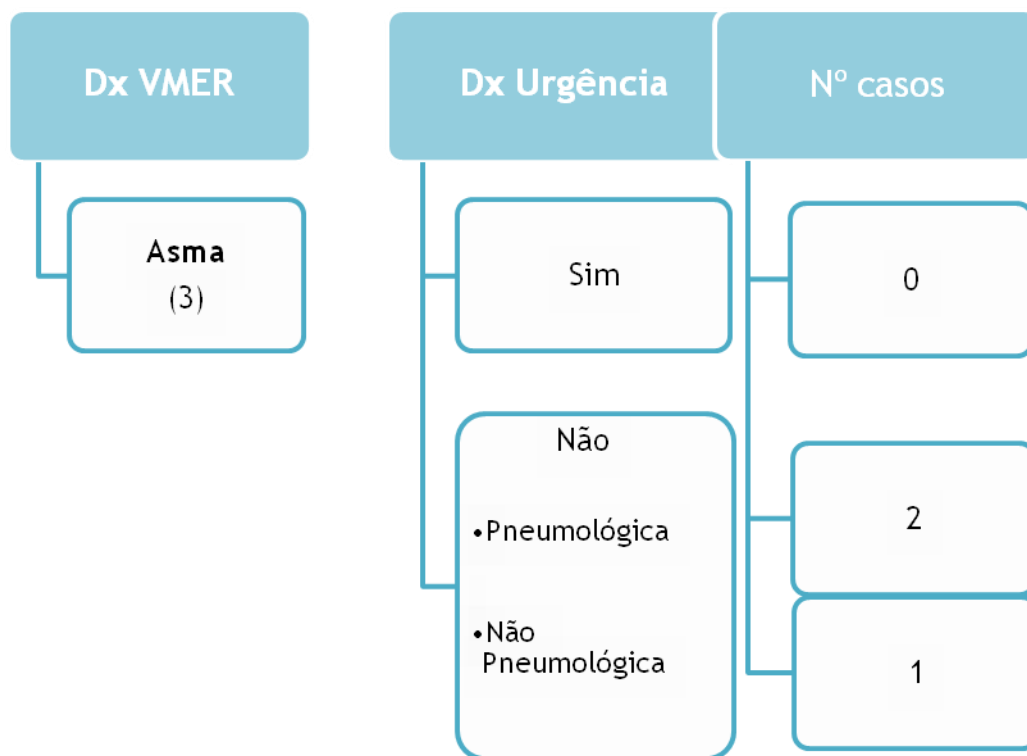 Dx VMER
Dx Urgência
Nº casos
Asma
(3)
Sim
0
Não
•Pneumológica
2
•Não
Pneumológica
1